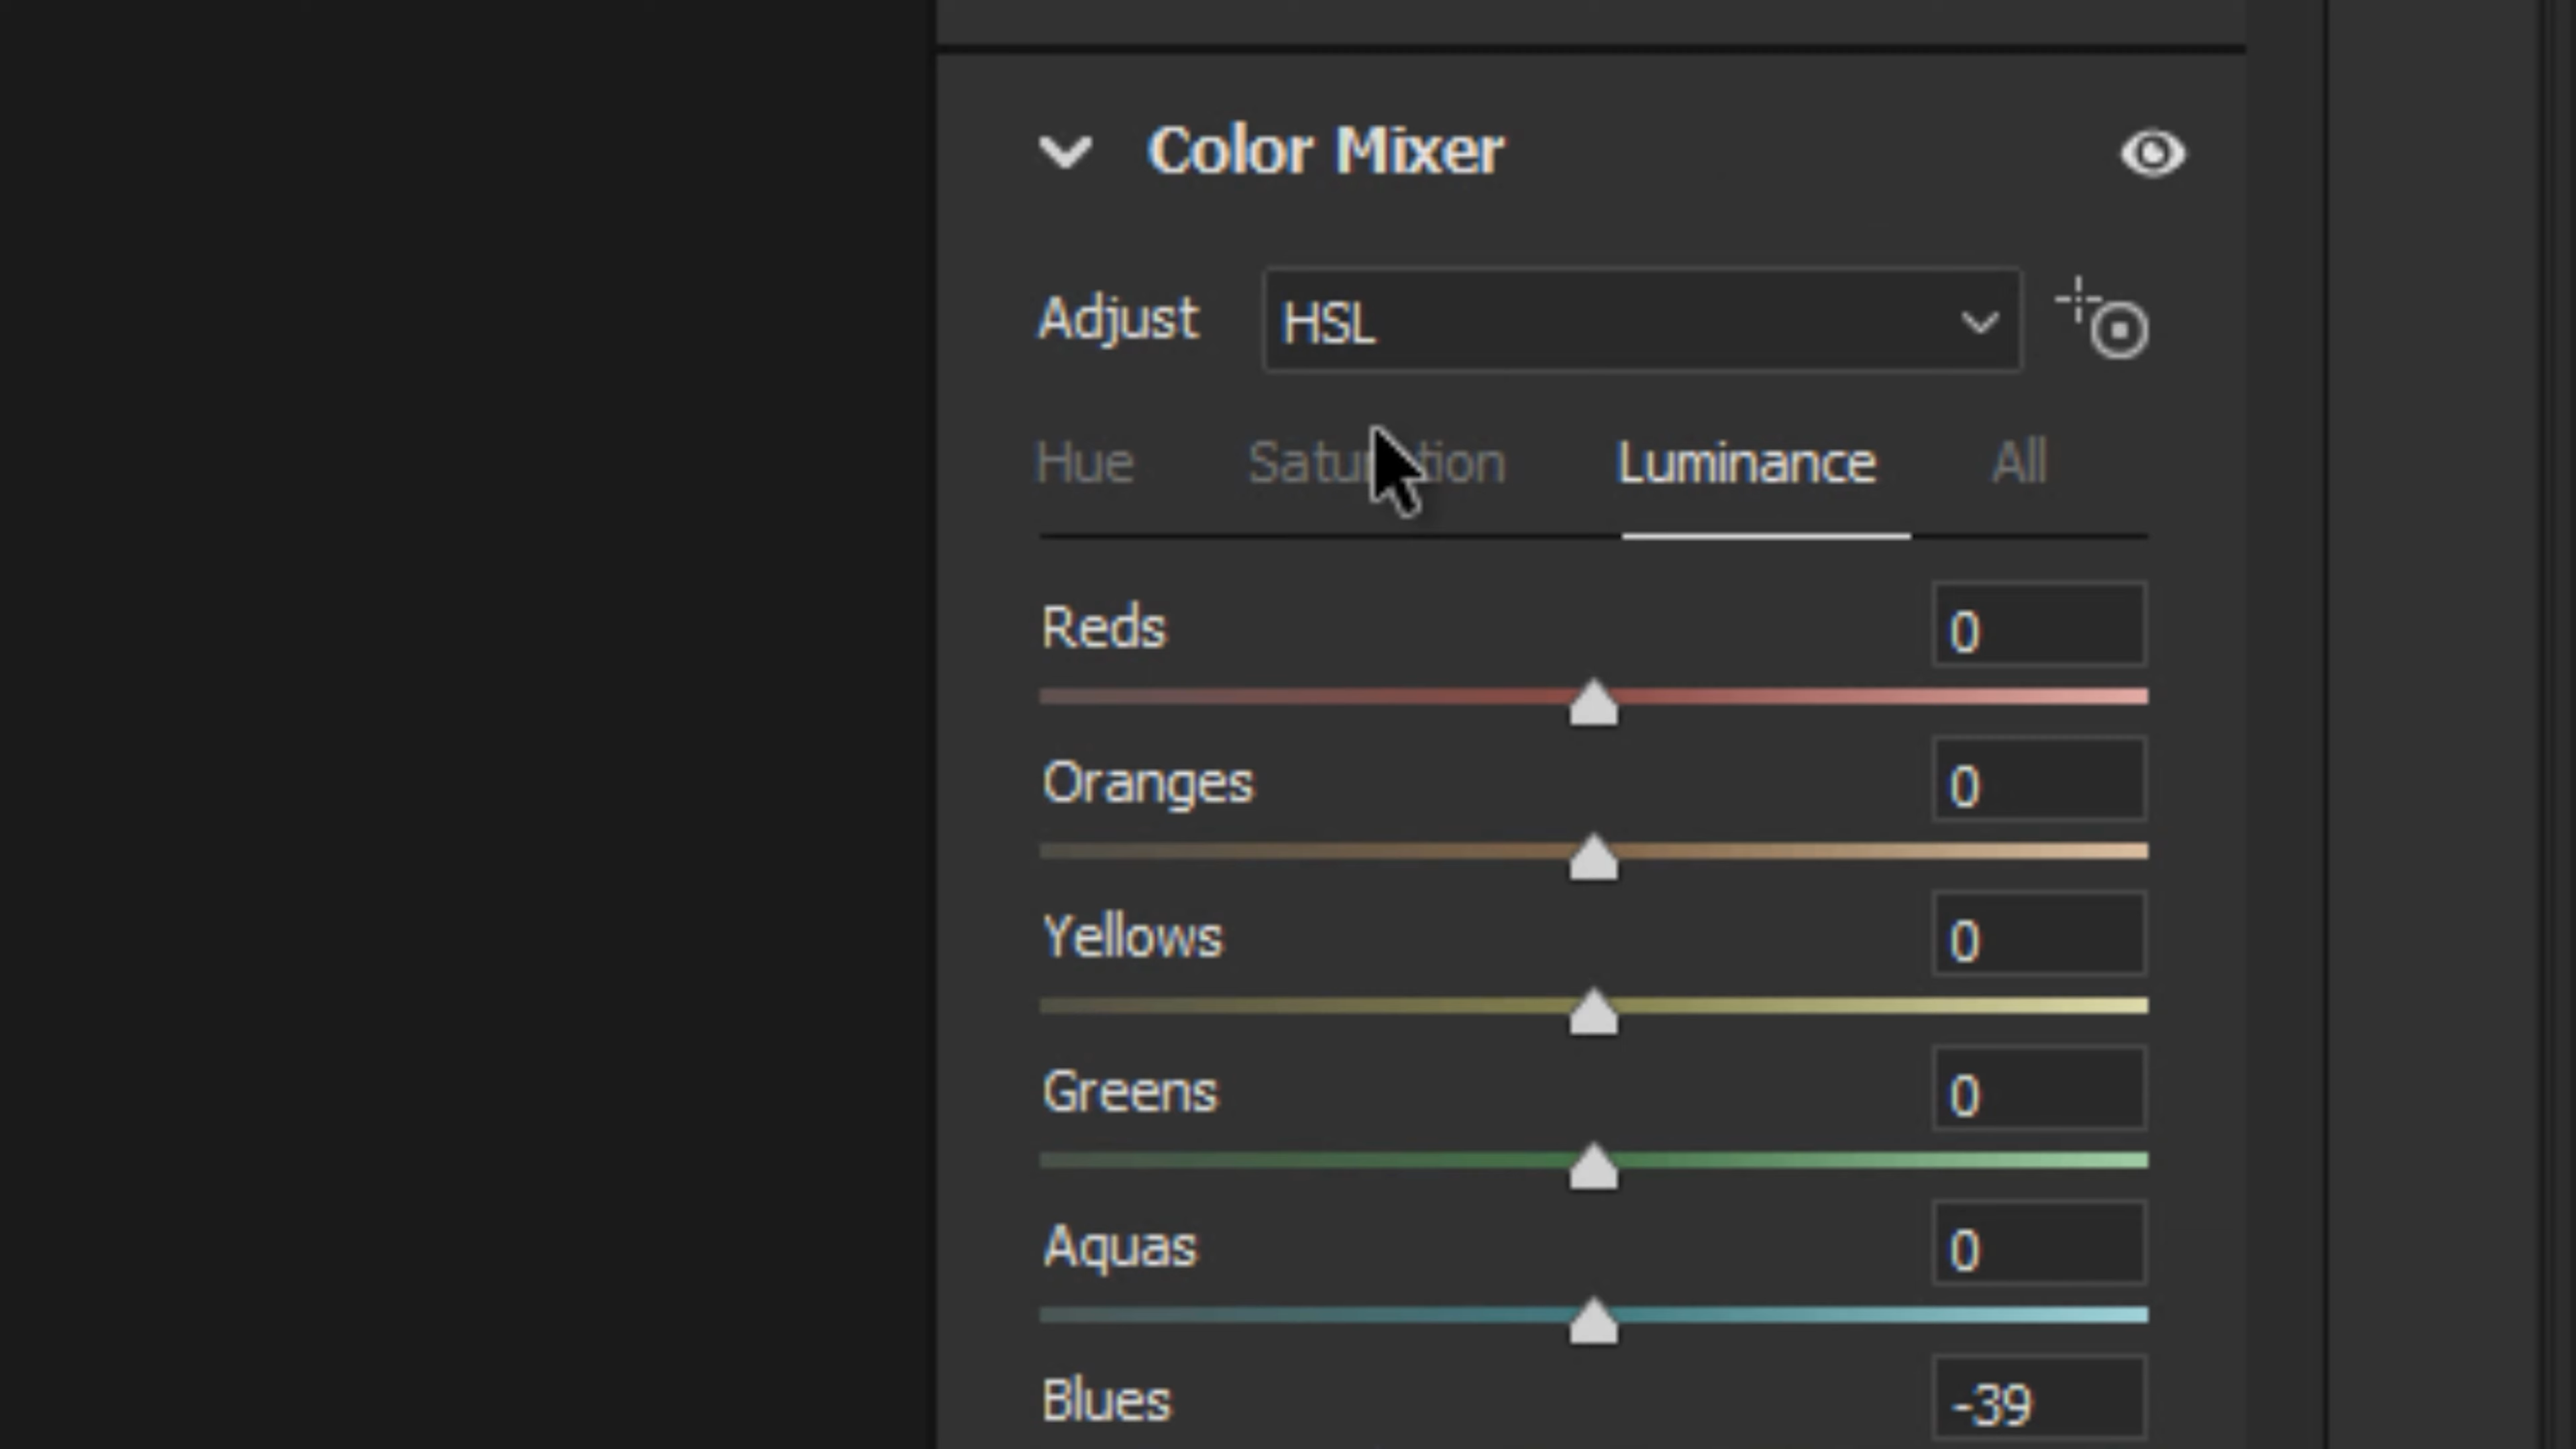 Color Mixer
Adjust HSL
Hue Saturation Luminance All
Reds 0
Oranges 0
Yellows 0
Greens 0
Aquas 0
Blues -39